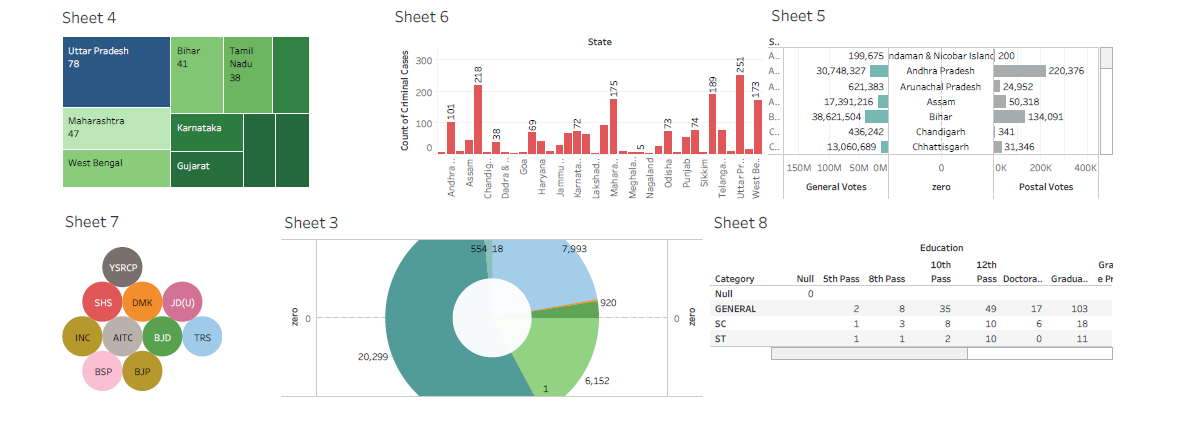 Sheet 4
Uttar Pradesh
78
Bihar
41
Tamil
Nadu
38
Maharashtra
47
Karnataka
West Bengal
Gujarat
Sheet 6
State
Count of Criminal Cases
300
200
100
0
101
218
38
69
72
175
5
73
74
189
251
173
Andhra ..
Assam
Chandig..
Dadra & ..
Goa
Haryana
Jammu ..
Karnata..
Lakshad..
Mahara..
Meghala..
Nagaland
Odisha
Punjab
Sikkim
Telanga..
Uttar Pr..
West Be..
Sheet 5
S..
A.. 199,675 ndaman & Nicobar Island 200
A.. 30,748,327 Andhra Pradesh 220,376
A.. 621,383 Arunachal Pradesh 24,952
A.. 17,391,216 Assam 50,318
B.. 38,621,504 Bihar 134,091
C.. 436,242 Chandigarh 341
C.. 13,060,689 Chhattisgarh 31,346
150M 100M 50M 0M 0 0K 200K 400K
General Votes zero Postal Votes
Sheet 7
YSRCP
SHS DMK JD(U)
INC AITC BJD TRS
BSP BJP
Sheet 3
554 18 7,993
920
zero 0
0 zero
20,299
6,152
1
Sheet 8
Education
Category Null 5th Pass 8th Pass 10th Pass 12th Pass Doctora.. Gradua.. Gra e Pr
Null 0
GENERAL 2 8 35 49 17 103
SC 1 3 8 10 6 18
ST 1 1 2 10 0 11